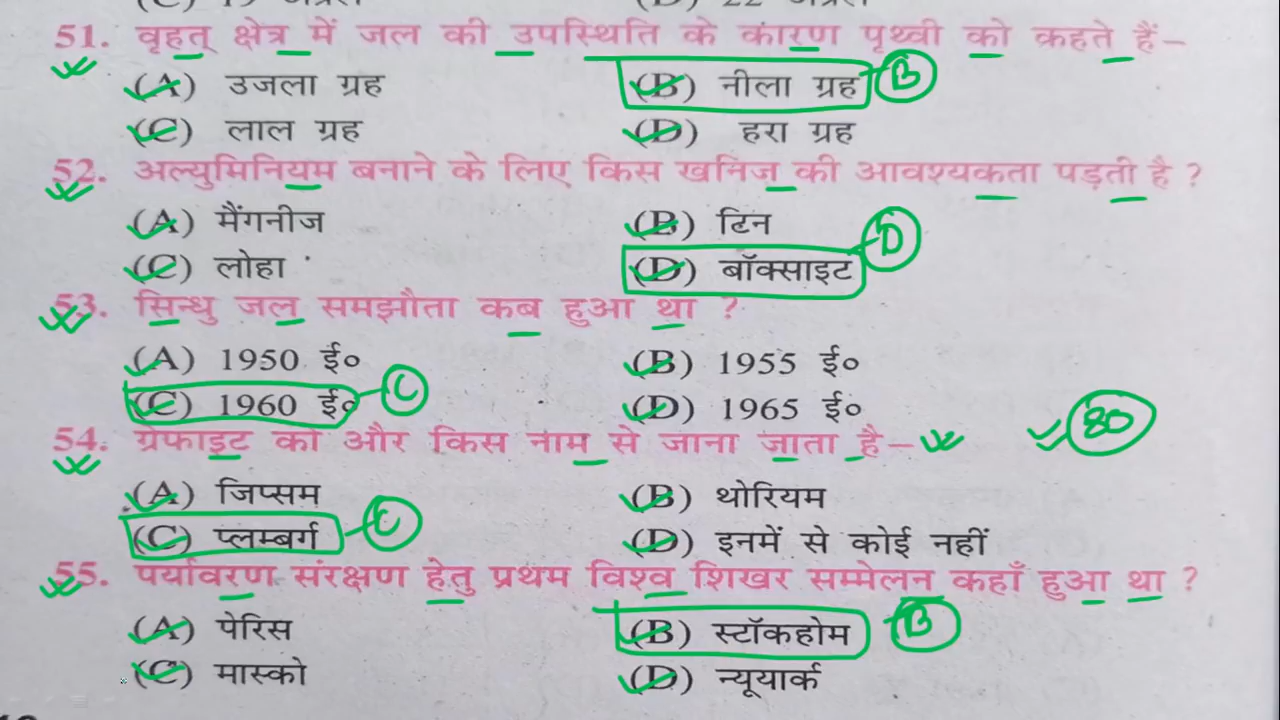 51. वृहत् क्षेत्र में जल की उपस्थिति के कारण पृथ्वी को कहते हैं–
(A) उजला ग्रह (B) नीला ग्रह B
(C) लाल ग्रह (D) हरा ग्रह
52. अल्युमिनियम बनाने के लिए किस खनिज की आवश्यकता पड़ती है ?
(A) मैंगनीज (B) टिन
(C) लोहा (D) बॉक्साइट D
53. सिन्धु जल समझौता कब हुआ था ?
(A) 1950 ई० (B) 1955 ई०
(C) 1960 ई० C (D) 1965 ई०
54. ग्रेफाइट को और किस नाम से जाना जाता है– 80
(A) जिप्सम (B) थोरियम
(C) प्लम्बर्ग C (D) इनमें से कोई नहीं
55. पर्यावरण संरक्षण हेतु प्रथम विश्व शिखर सम्मेलन कहाँ हुआ था ?
(A) पेरिस (B) स्टॉकहोम B
(C) मास्को (D) न्यूयार्क